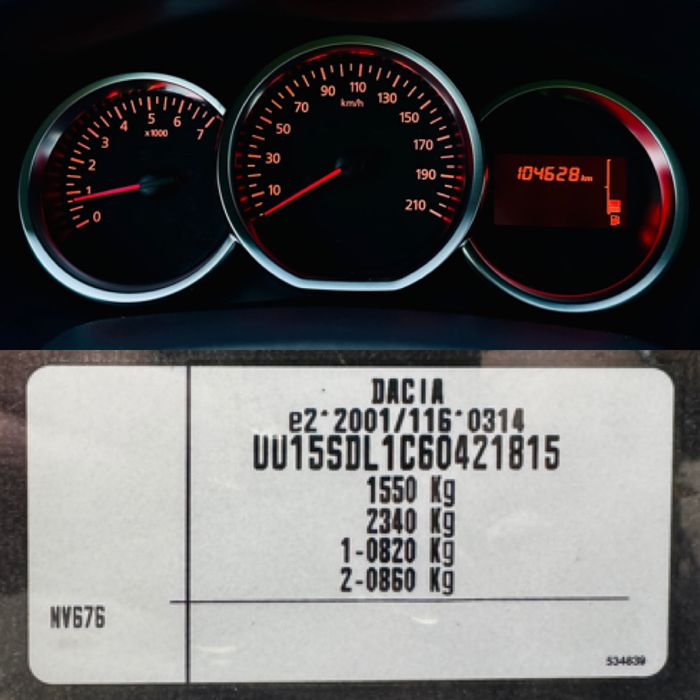 0 1 2 3 4 5 6 7
x1000
10 30 50 70 90 110 130 150 170 190 210
km/h
104628 km
DACIA
e2*2001/116*0314
UU15SDL1C60421815
1550 Kg
2340 Kg
1-0820 Kg
2-0860 Kg
NV676
534839